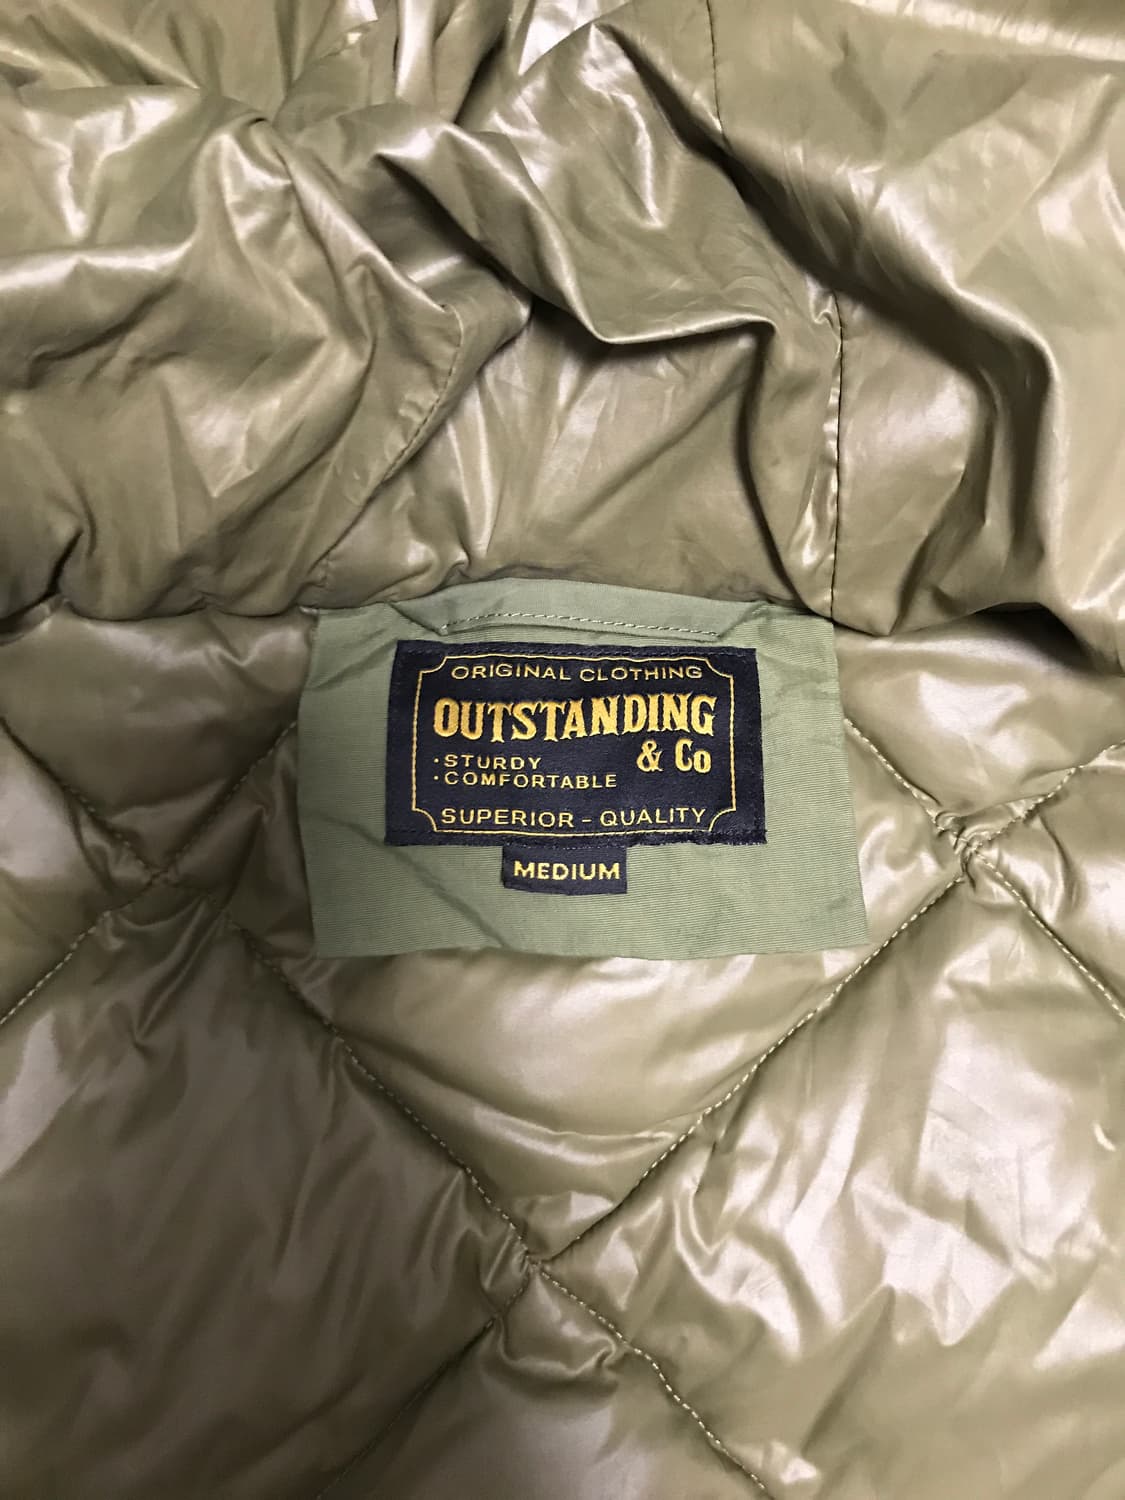 ORIGINAL CLOTHING
OUTSTANDING
& Co
·STURDY
·COMFORTABLE
SUPERIOR - QUALITY
MEDIUM